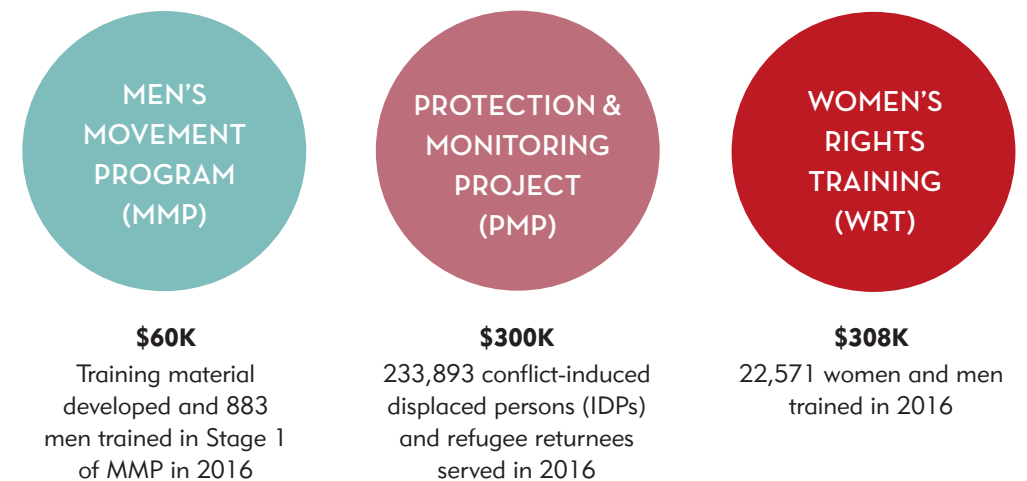 MEN'S
MOVEMENT
PROGRAM
(MMP)
$60K
Training material
developed and 883
men trained in Stage 1
of MMP in 2016
PROTECTION &
MONITORING
PROJECT
(PMP)
$300K
233,893 conflict-induced
displaced persons (IDPs)
and refugee returnees
served in 2016
WOMEN'S
RIGHTS
TRAINING
(WRT)
$308K
22,571 women and men
trained in 2016